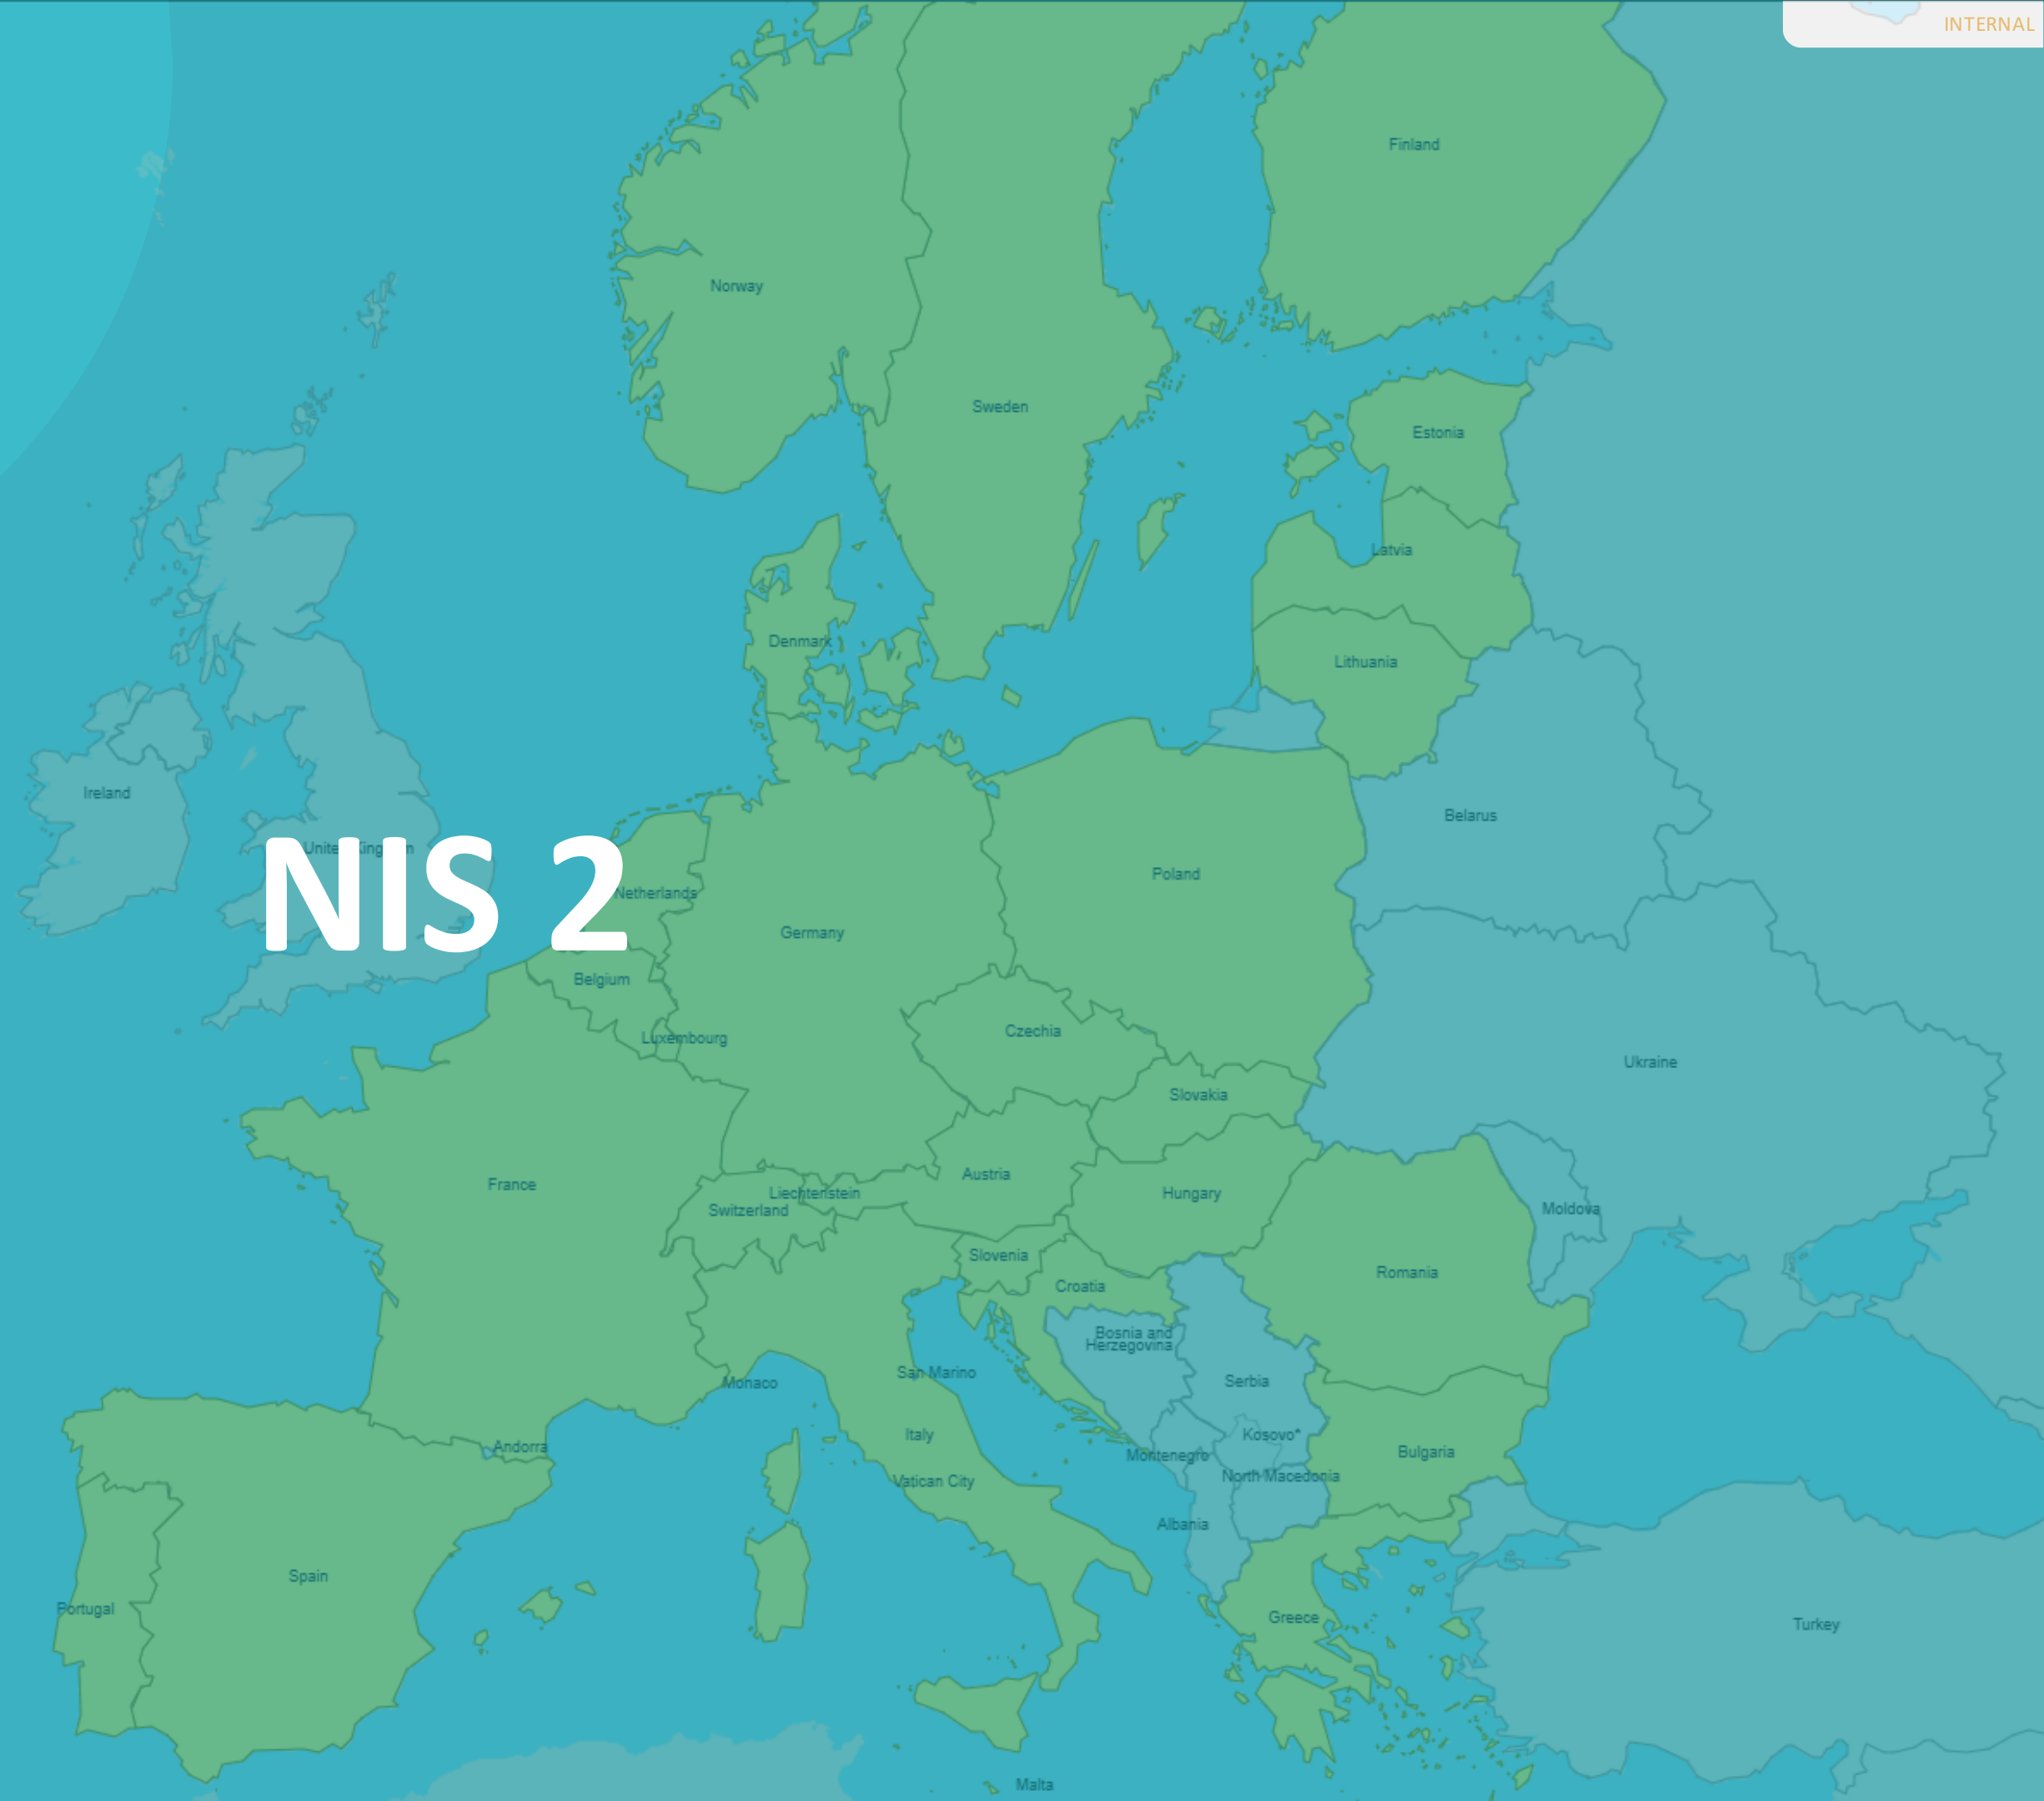 INTERNAL
Finland
Norway
Sweden
Estonia
Latvia
Denmark
Lithuania
Ireland
Belarus
United Kingdom
NIS 2
Poland
Netherlands
Germany
Belgium
Czechia
Luxembourg
Ukraine
Slovakia
Austria
France
Liechtenstein
Hungary
Switzerland
Moldova
Slovenia
Romania
Croatia
Bosnia and
Herzegovina
San Marino
Serbia
Monaco
Italy
Kosovo*
Andorra
Bulgaria
Montenegro
North Macedonia
Vatican City
Albania
Spain
Portugal
Greece
Turkey
Malta